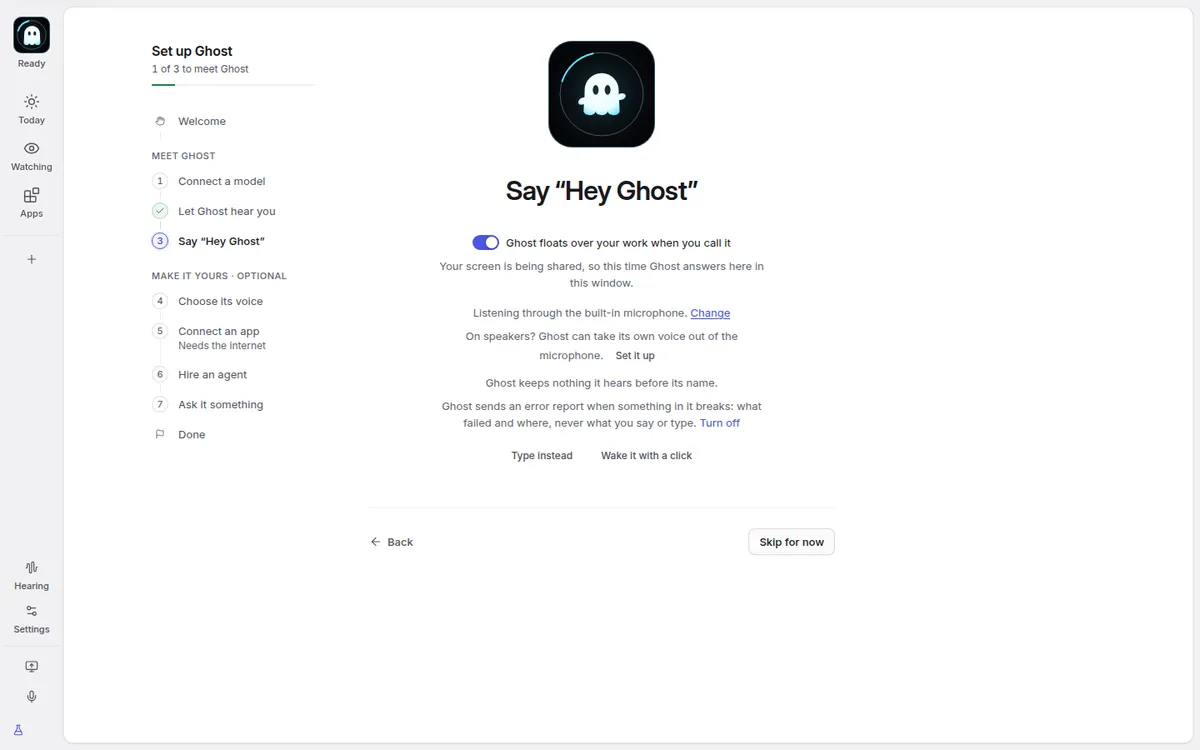 Ready
Today
Watching
Apps
Hearing
Settings
Set up Ghost
1 of 3 to meet Ghost
Welcome
MEET GHOST
1 Connect a model
Let Ghost hear you
3 Say “Hey Ghost”
MAKE IT YOURS · OPTIONAL
4 Choose its voice
5 Connect an app
Needs the internet
6 Hire an agent
7 Ask it something
Done
Say “Hey Ghost”
Ghost floats over your work when you call it
Your screen is being shared, so this time Ghost answers here in
this window.
Listening through the built-in microphone. Change
On speakers? Ghost can take its own voice out of the
microphone. Set it up
Ghost keeps nothing it hears before its name.
Ghost sends an error report when something in it breaks: what
failed and where, never what you say or type. Turn off
Type instead Wake it with a click
Back Skip for now